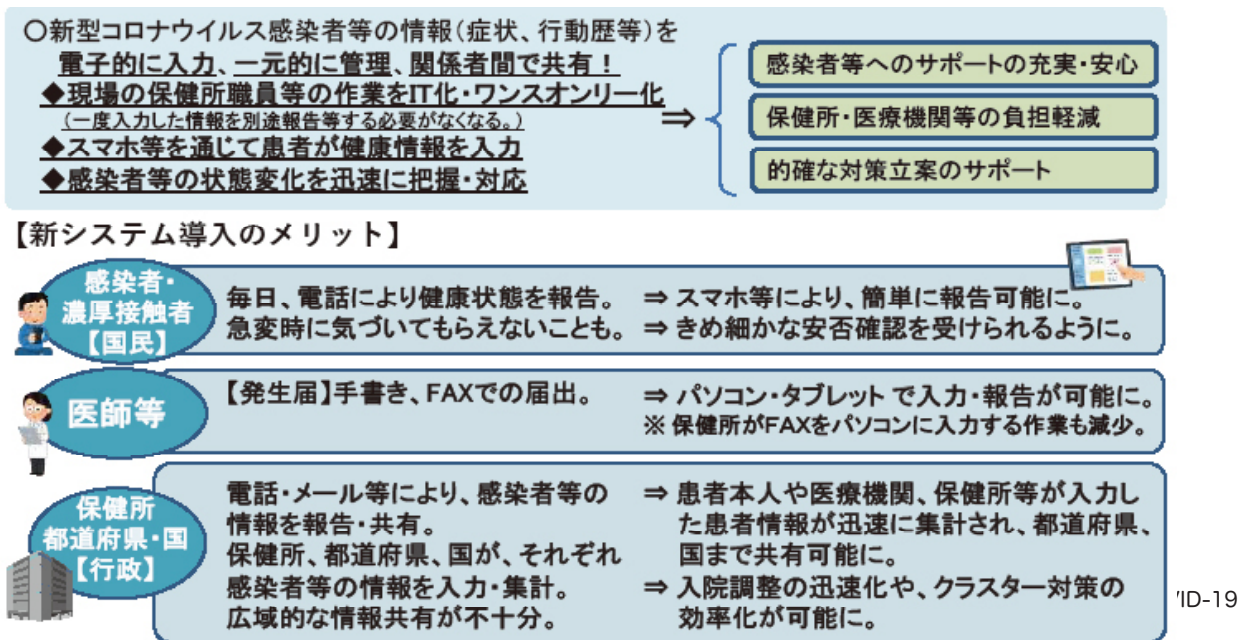 ○新型コロナウイルス感染者等の情報(症状、行動歴等)を
電子的に入力、一元的に管理、関係者間で共有！
◆現場の保健所職員等の作業をIT化・ワンスオンリー化
(一度入力した情報を別途報告等する必要がなくなる。)
◆スマホ等を通じて患者が健康情報を入力
◆感染者等の状態変化を迅速に把握・対応
⇒
感染者等へのサポートの充実・安心
保健所・医療機関等の負担軽減
的確な対策立案のサポート
【新システム導入のメリット】
感染者・
濃厚接触者
【国民】
毎日、電話により健康状態を報告。
急変時に気づいてもらえないことも。
⇒ スマホ等により、簡単に報告可能に。
⇒ きめ細かな安否確認を受けられるように。
医師等
【発生届】手書き、FAXでの届出。
⇒ パソコン・タブレット で入力・報告が可能に。
※ 保健所がFAXをパソコンに入力する作業も減少。
保健所
都道府県・国
【行政】
電話・メール等により、感染者等の
情報を報告・共有。
保健所、都道府県、国が、それぞれ
感染者等の情報を入力・集計。
広域的な情報共有が不十分。
⇒ 患者本人や医療機関、保健所等が入力し
た患者情報が迅速に集計され、都道府県、
国まで共有可能に。
⇒ 入院調整の迅速化や、クラスター対策の
効率化が可能に。
ID-19